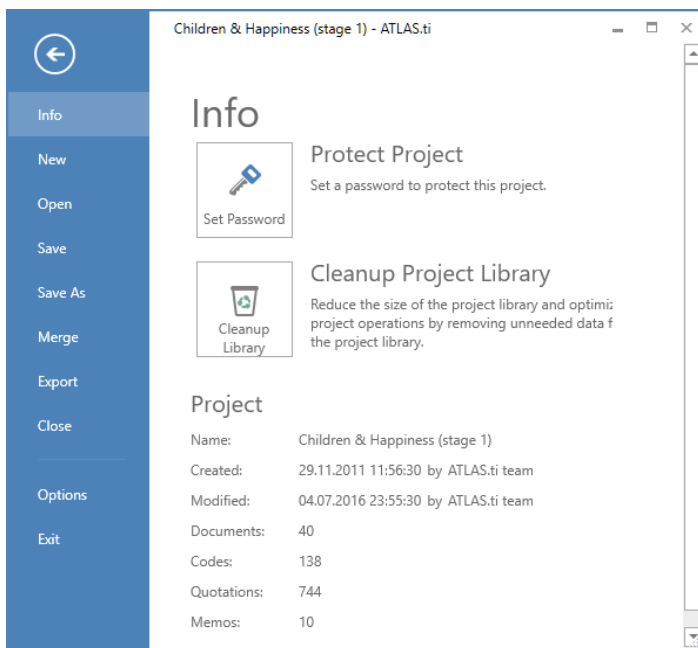 Children & Happiness (stage 1) - ATLAS.ti
Info
New
Open
Save
Save As
Merge
Export
Close
Options
Exit
Info
Set Password
Protect Project
Set a password to protect this project.
Cleanup
Library
Cleanup Project Library
Reduce the size of the project library and optimiz
project operations by removing unneeded data f
the project library.
Project
Name: Children & Happiness (stage 1)
Created: 29.11.2011 11:56:30 by ATLAS.ti team
Modified: 04.07.2016 23:55:30 by ATLAS.ti team
Documents: 40
Codes: 138
Quotations: 744
Memos: 10